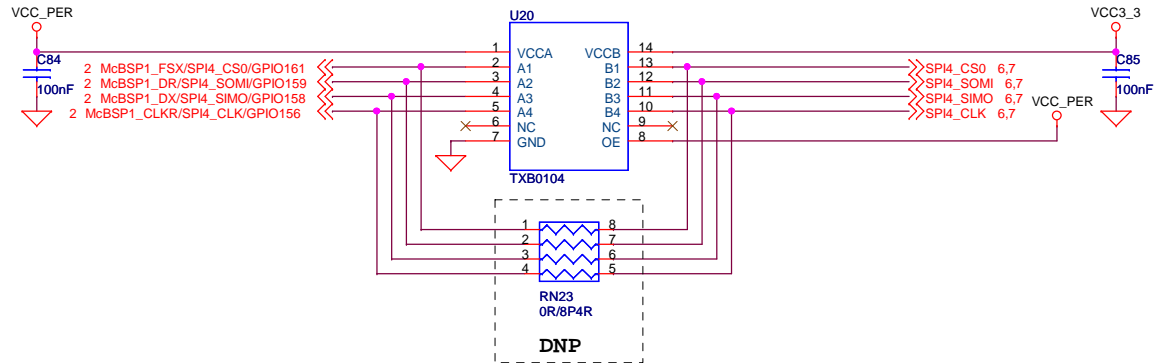 VCC_PER
U20
VCC3_3
C84
100nF
2 McBSP1_FSX/SPI4_CS0/GPIO161
2 McBSP1_DR/SPI4_SOMI/GPIO159
2 McBSP1_DX/SPI4_SIMO/GPIO158
2 McBSP1_CLKR/SPI4_CLK/GPIO156
1 VCCA VCCB 14
2 A1 B1 13
3 A2 B2 12
4 A3 B3 11
5 A4 B4 10
6 NC NC 9
7 GND OE 8
TXB0104
SPI4_CS0 6,7
SPI4_SOMI 6,7
SPI4_SIMO 6,7
SPI4_CLK 6,7
VCC_PER
C85
100nF
1 8
2 7
3 6
4 5
RN23
0R/8P4R
DNP